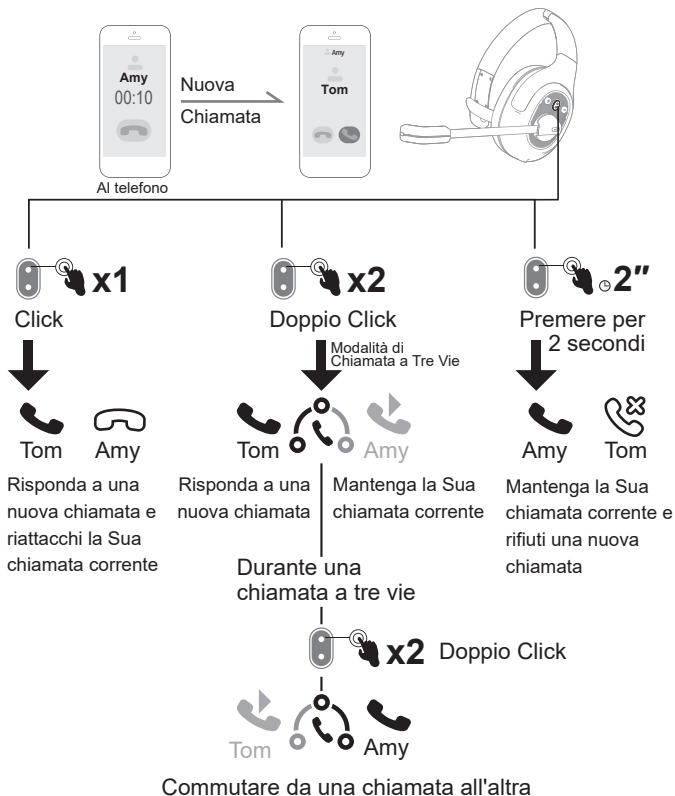 Amy
00:10
Al telefono
Nuova
Chiamata
Amy
Tom
x1
Click
x2
Doppio Click
2″
Premere per
2 secondi
Modalità di
Chiamata a Tre Vie
Tom Amy
Risponda a una
nuova chiamata e
riattacchi la Sua
chiamata corrente
Tom Amy
Risponda a una
nuova chiamata
Mantenga la Sua
chiamata corrente
Amy Tom
Mantenga la Sua
chiamata corrente e
rifiuti una nuova
chiamata
Durante una
chiamata a tre vie
x2 Doppio Click
Tom Amy
Commutare da una chiamata all'altra